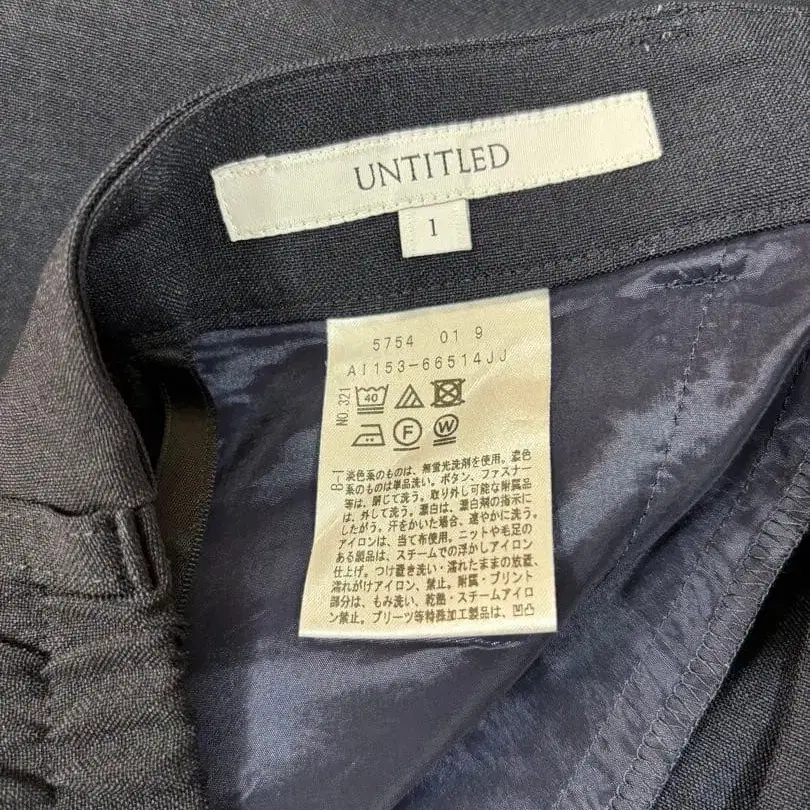 UNTITLED
1
5754 01 9
AI153-66514JJ
NO.321
40
F
W
B-1
淡色系のものは、無蛍光洗剤を使用。濃色
系のものは単品洗い。ボタン、ファスナー
等は、閉じて洗う。取り外し可能な附属品
は、外して洗う。漂白は、漂白剤の指示に
したがう。汗をかいた場合、速やかに洗う。
アイロンは、当て布使用。ニットや毛足の
ある製品は、スチームでの浮かしアイロン
仕上げ。つけ置き洗い・濡れたままの放置、
濡れがけアイロン、禁止。附属・プリント
部分は、もみ洗い、乾熱・スチームアイロ
ン禁止。プリーツ等特殊加工製品は、凹凸